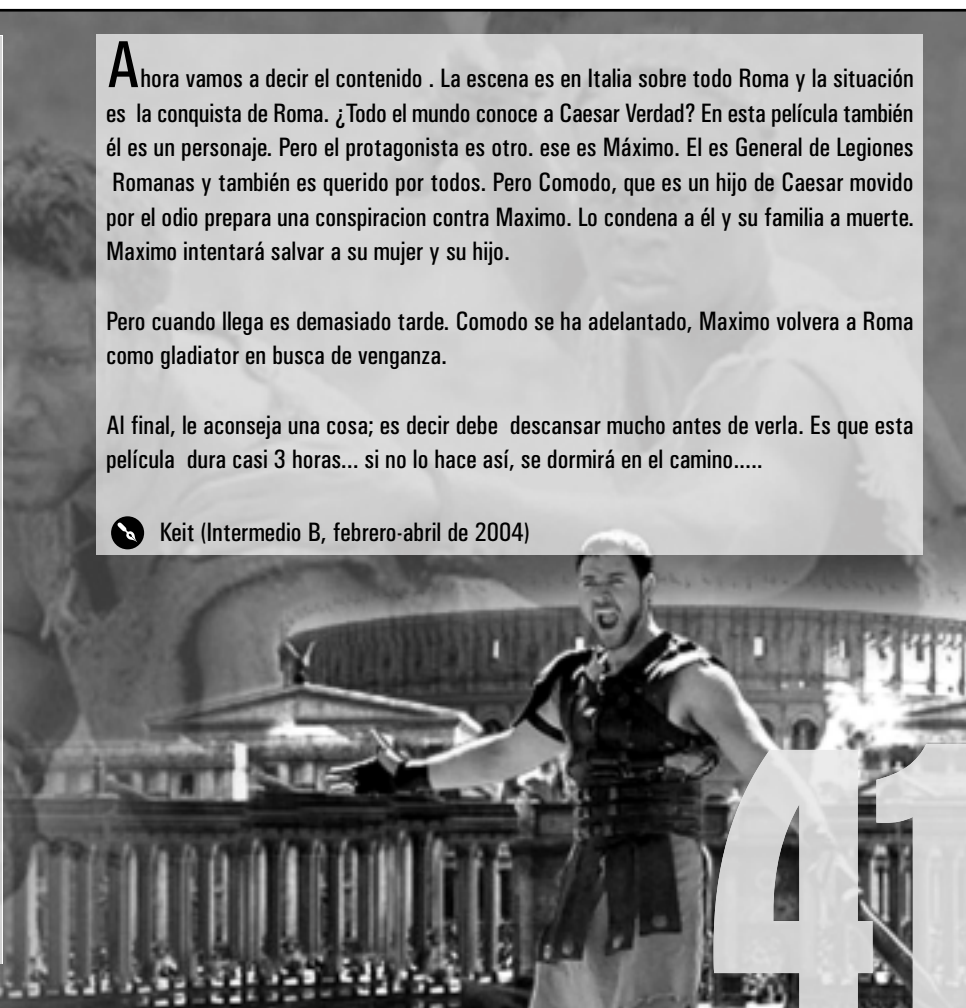 Ahora vamos a decir el contenido . La escena es en Italia sobre todo Roma y la situación
es la conquista de Roma. ¿Todo el mundo conoce a Caesar Verdad? En esta película también
él es un personaje. Pero el protagonista es otro. ese es Máximo. El es General de Legiones
Romanas y también es querido por todos. Pero Comodo, que es un hijo de Caesar movido
por el odio prepara una conspiracion contra Maximo. Lo condena a él y su familia a muerte.
Maximo intentará salvar a su mujer y su hijo.
Pero cuando llega es demasiado tarde. Comodo se ha adelantado, Maximo volvera a Roma
como gladiator en busca de venganza.
Al final, le aconseja una cosa; es decir debe descansar mucho antes de verla. Es que esta
película dura casi 3 horas... si no lo hace así, se dormirá en el camino.....
Keit (Intermedio B, febrero-abril de 2004)
41